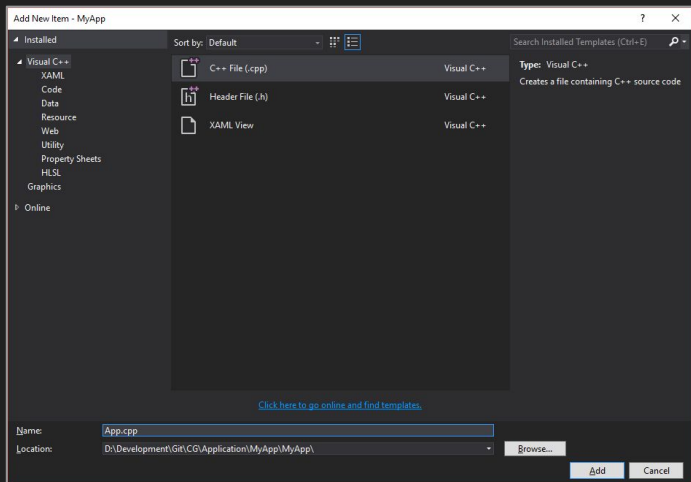 Add New Item - MyApp
? X
Installed
Sort by: Default
Search Installed Templates (Ctrl+E)
Visual C++
XAML
Code
Data
Resource
Web
Utility
Property Sheets
HLSL
Graphics
Online
C++ File (.cpp) Visual C++
Header File (.h) Visual C++
XAML View Visual C++
Type: Visual C++
Creates a file containing C++ source code
Click here to go online and find templates.
Name: App.cpp
Location: D:\Development\Git\CG\Application\MyApp\MyApp\
Browse...
Add Cancel